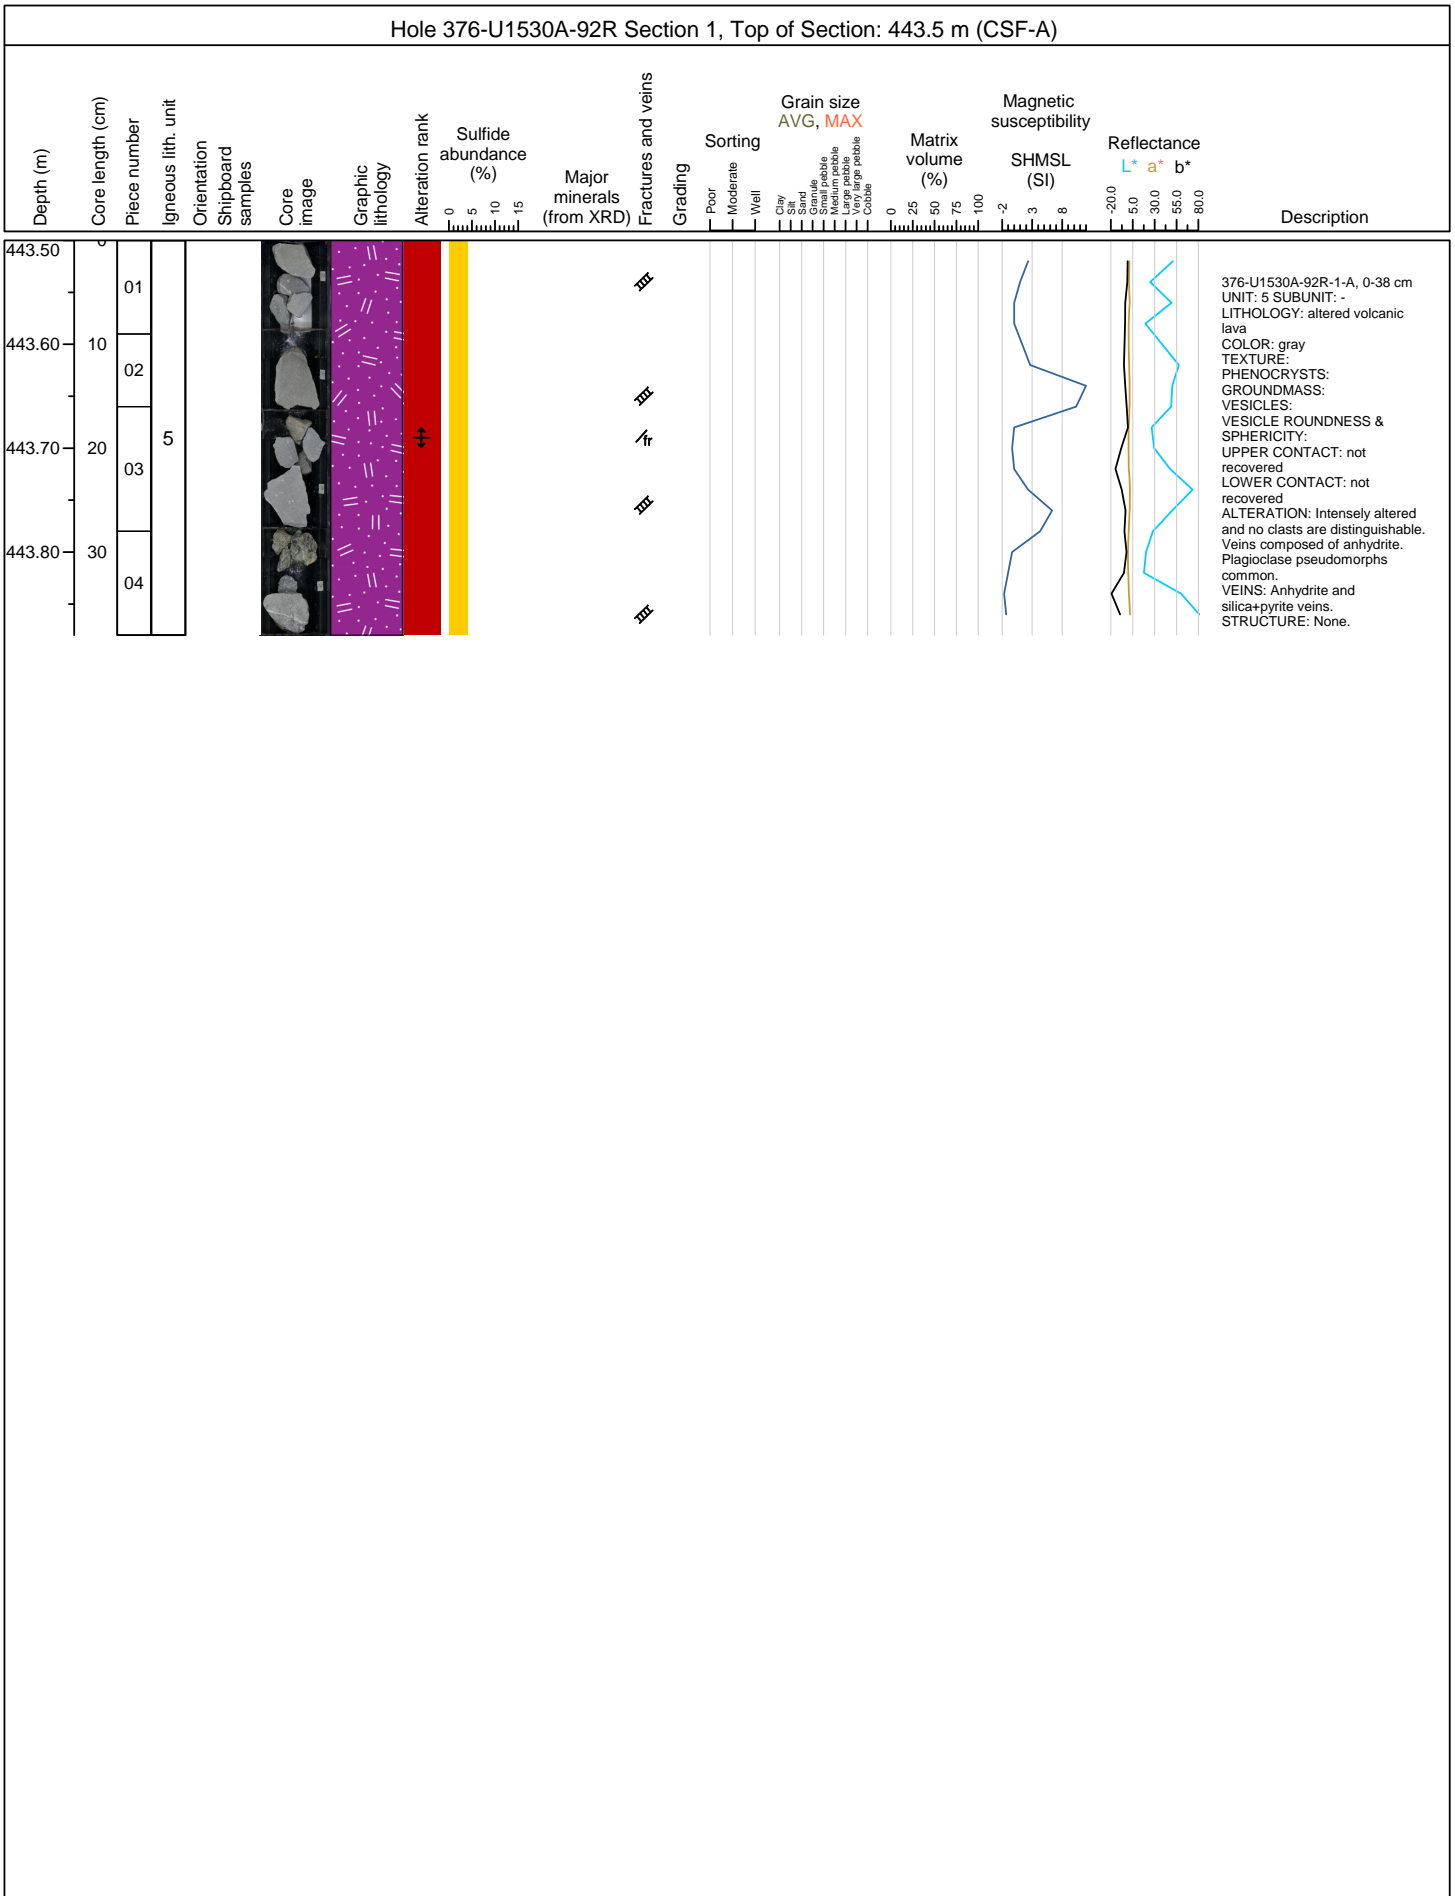 Hole 376-U1530A-92R Section 1, Top of Section: 443.5 m (CSF-A)
Depth (m)
Core length (cm)
Piece number
Igneous lith. unit
Orientation
Shipboard
samples
Core
image
Graphic
lithology
Alteration rank
Sulfide
abundance
(%)
0 5 10 15
Major
minerals
(from XRD)
Fractures and veins
Grading
Sorting
Poor
Moderate
Well
Grain size
AVG, MAX
Clay
Silt
Sand
Granule
Small pebble
Medium pebble
Large pebble
Very large pebble
Cobble
Matrix
volume
(%)
0 25 50 75 100
Magnetic
susceptibility
SHMSL
(SI)
-2 3 8
Reflectance
L* a* b*
-20.0 5.0 30.0 55.0 80.0
Description
443.50
443.60
443.70
443.80
0
10
20
30
01
02
03
04
5
fr
376-U1530A-92R-1-A, 0-38 cm
UNIT: 5 SUBUNIT: -
LITHOLOGY: altered volcanic
lava
COLOR: gray
TEXTURE:
PHENOCRYSTS:
GROUNDMASS:
VESICLES:
VESICLE ROUNDNESS &
SPHERICITY:
UPPER CONTACT: not
recovered
LOWER CONTACT: not
recovered
ALTERATION: Intensely altered
and no clasts are distinguishable.
Veins composed of anhydrite.
Plagioclase pseudomorphs
common.
VEINS: Anhydrite and
silica+pyrite veins.
STRUCTURE: None.